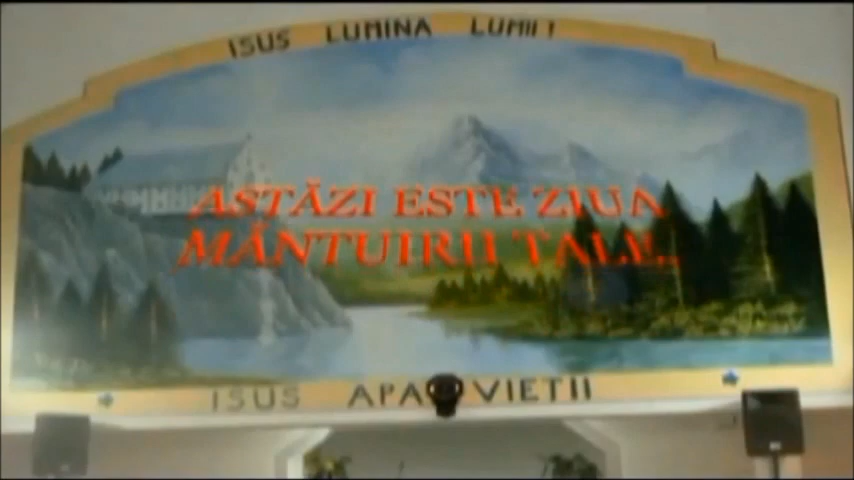 ISUS LUMINA LUMII!
ASTĂZI ESTE ZIUA
MÂNTUIRII TALE.
ISUS APA VIETII